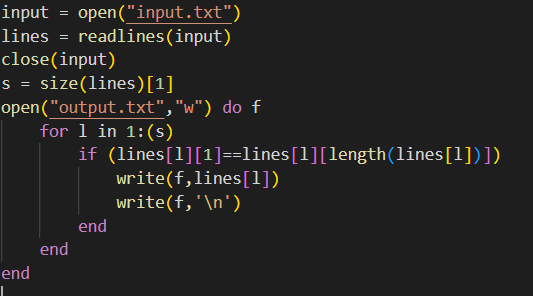 input = open("input.txt")
lines = readlines(input)
close(input)
s = size(lines)[1]
open("output.txt","w") do f
    for l in 1:(s)
        if (lines[l][1]==lines[l][length(lines[l])])
            write(f,lines[l])
            write(f,'\n')
        end
    end
end